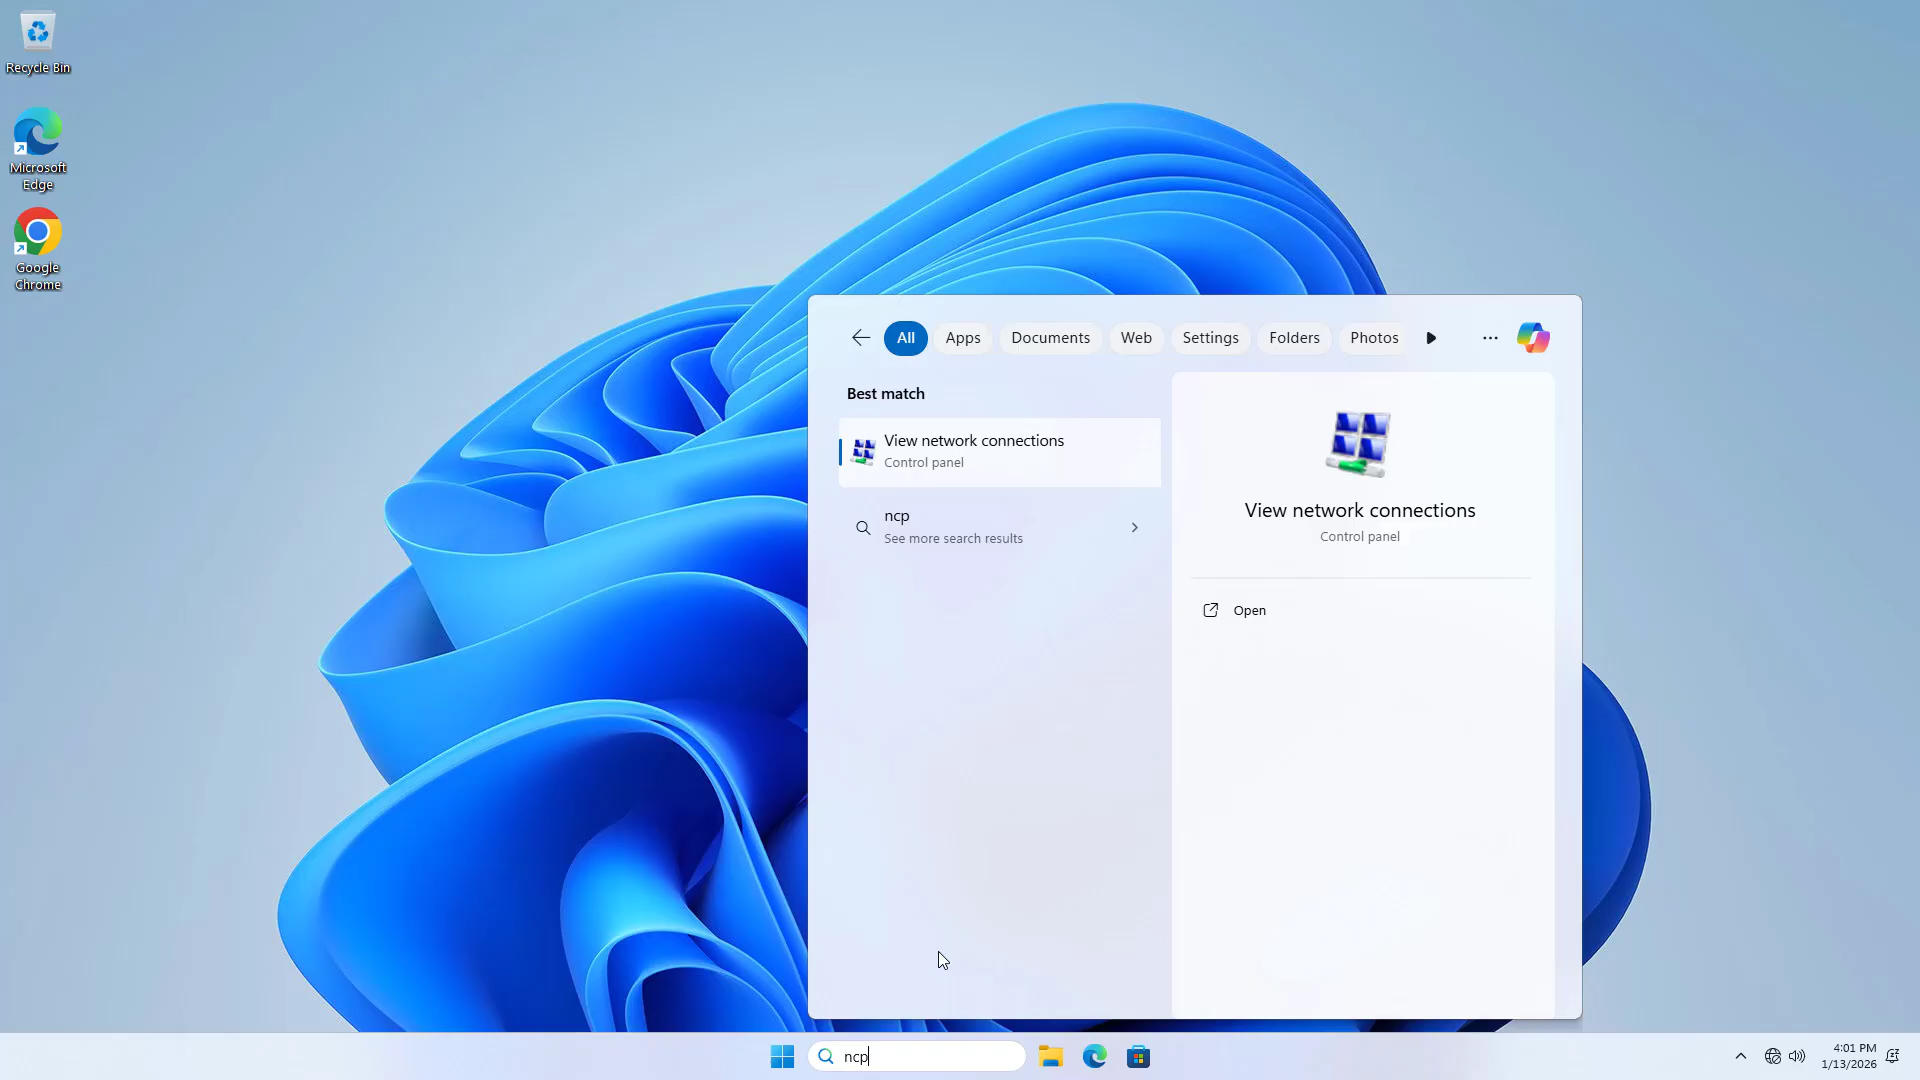 Recycle Bin
Microsoft
Edge
Google
Chrome
All
Apps
Documents
Web
Settings
Folders
Photos
Best match
View network connections
Control panel
ncp
See more search results
View network connections
Control panel
Open
ncp
4:01 PM
1/13/2026